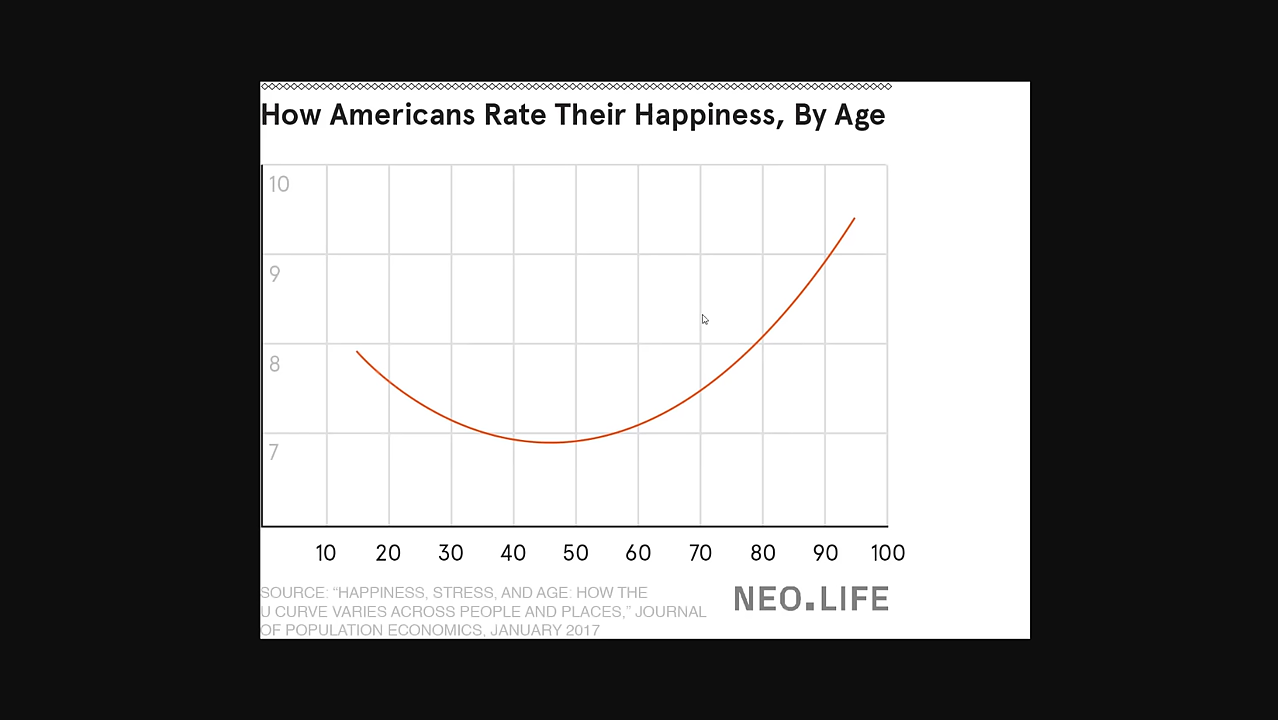 How Americans Rate Their Happiness, By Age
10
9
8
7
10 20 30 40 50 60 70 80 90 100
SOURCE: “HAPPINESS, STRESS, AND AGE: HOW THE
U CURVE VARIES ACROSS PEOPLE AND PLACES,” JOURNAL
OF POPULATION ECONOMICS, JANUARY 2017
NEO.LIFE